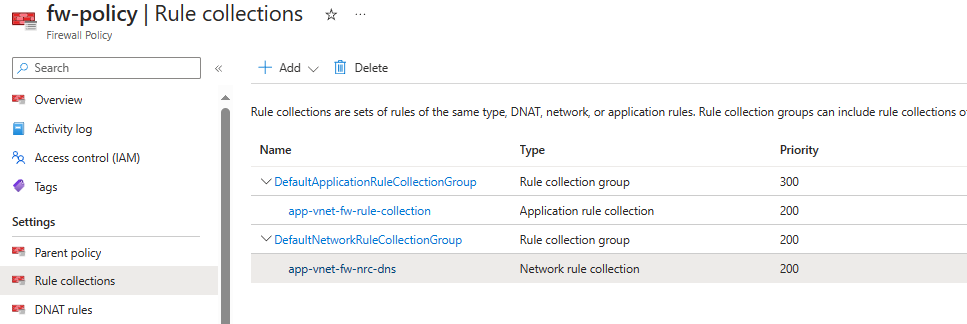 fw-policy | Rule collections ☆ ···
Firewall Policy
Search «
Add Delete
Overview
Activity log
Access control (IAM)
Tags
Settings
Parent policy
Rule collections
DNAT rules
Rule collections are sets of rules of the same type, DNAT, network, or application rules. Rule collection groups can include rule collections of
Name Type Priority
DefaultApplicationRuleCollectionGroup Rule collection group 300
app-vnet-fw-rule-collection Application rule collection 200
DefaultNetworkRuleCollectionGroup Rule collection group 200
app-vnet-fw-nrc-dns Network rule collection 200